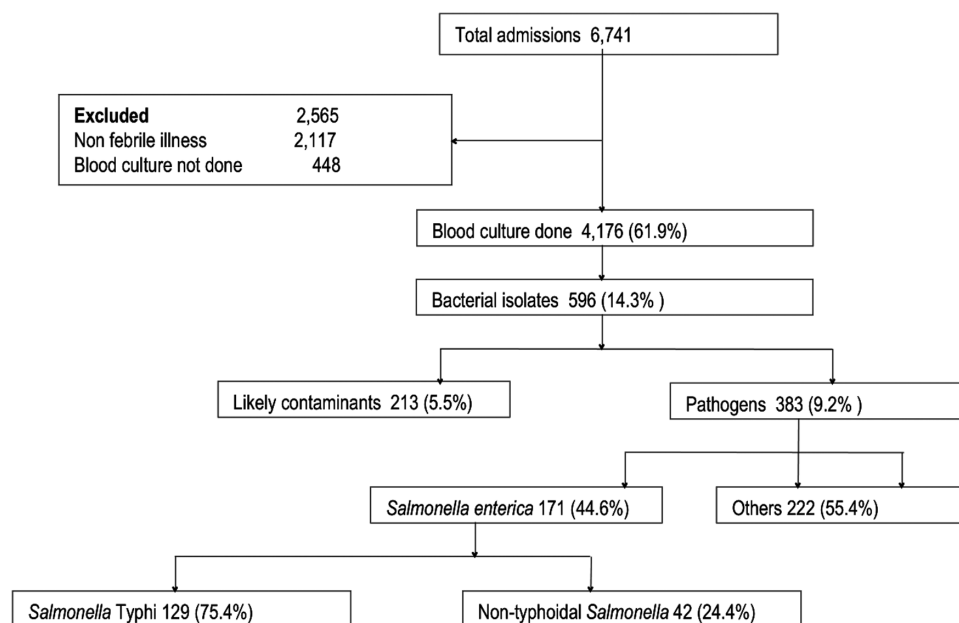 Total admissions 6,741
Excluded 2,565
Non febrile illness 2,117
Blood culture not done 448
Blood culture done 4,176 (61.9%)
Bacterial isolates 596 (14.3% )
Likely contaminants 213 (5.5%)
Pathogens 383 (9.2% )
Salmonella enterica 171 (44.6%)
Others 222 (55.4%)
Salmonella Typhi 129 (75.4%)
Non-typhoidal Salmonella 42 (24.4%)